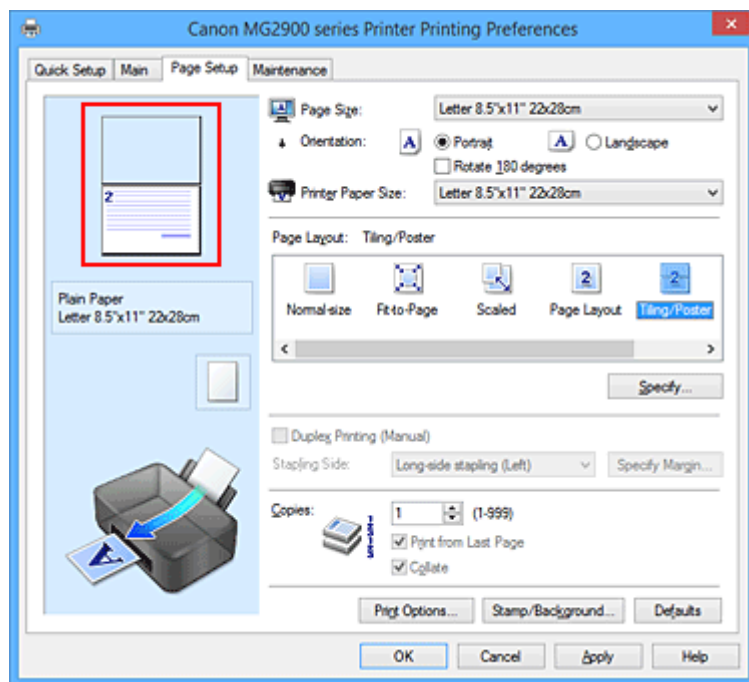 Canon MG2900 series Printer Printing Preferences
Quick Setup Main Page Setup Maintenance
2
Plain Paper
Letter 8.5"x11" 22x28cm
Page Size: Letter 8.5"x11" 22x28cm
Orientation: A Portrait A Landscape
Rotate 180 degrees
Printer Paper Size: Letter 8.5"x11" 22x28cm
Page Layout: Tiling/Poster
2 2
Normal-size Fit-to-Page Scaled Page Layout Tiling/Poster
Specify...
Duplex Printing (Manual)
Stapling Side: Long-side stapling (Left) Specify Margin...
Copies: 1 (1-999)
Print from Last Page
Collate
A
Print Options... Stamp/Background... Defaults
OK Cancel Apply Help